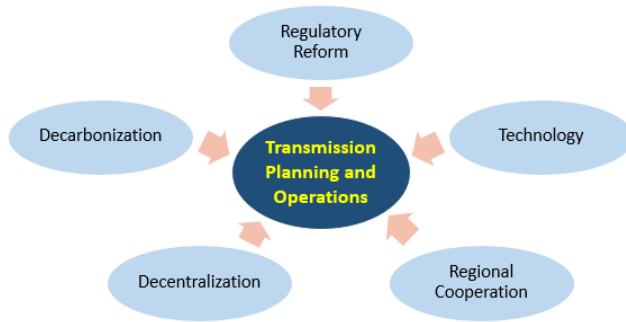 Regulatory
Reform
Decarbonization
Technology
Transmission
Planning and
Operations
Decentralization
Regional
Cooperation